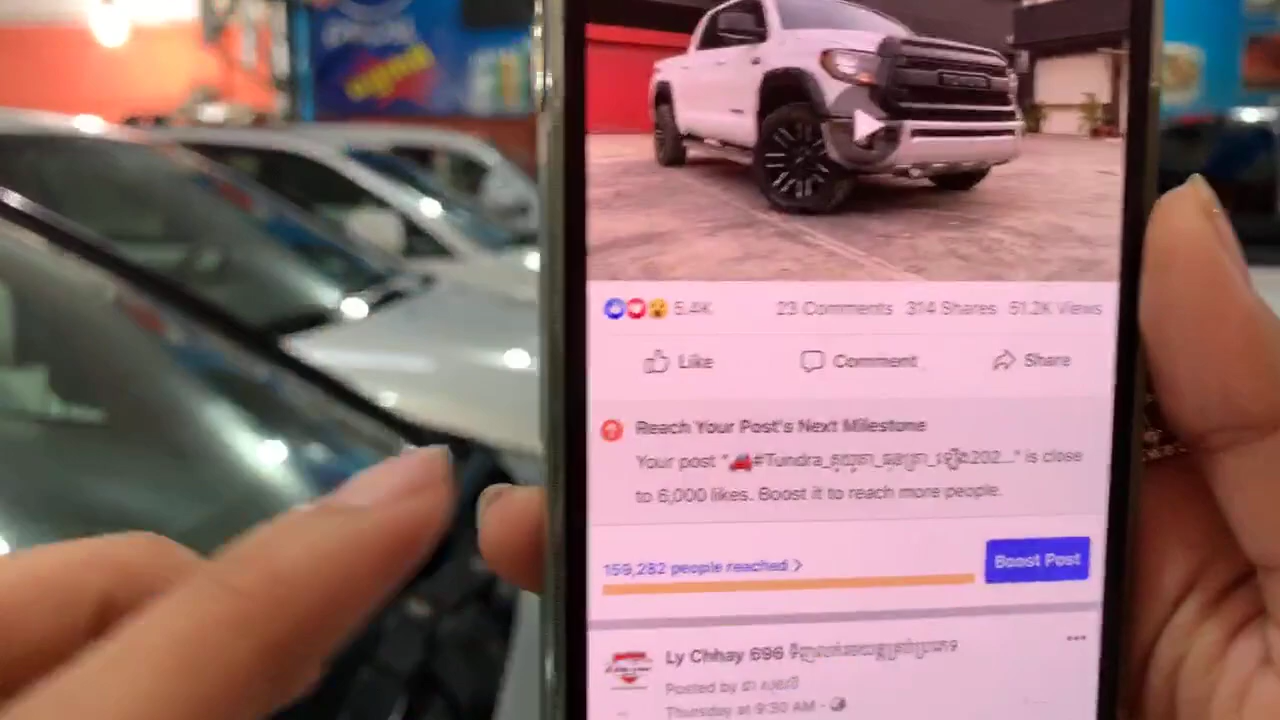 5.4K 23 Comments 314 Shares 61.2K Views
Like Comment Share
Reach Your Post's Next Milestone
Your post "#Tundra_ 202..." is close
to 6,000 likes. Boost it to reach more people.
159,282 people reached >
Boost Post
Ly Chhay 696
Posted by
Thursday at 9:30 AM ·